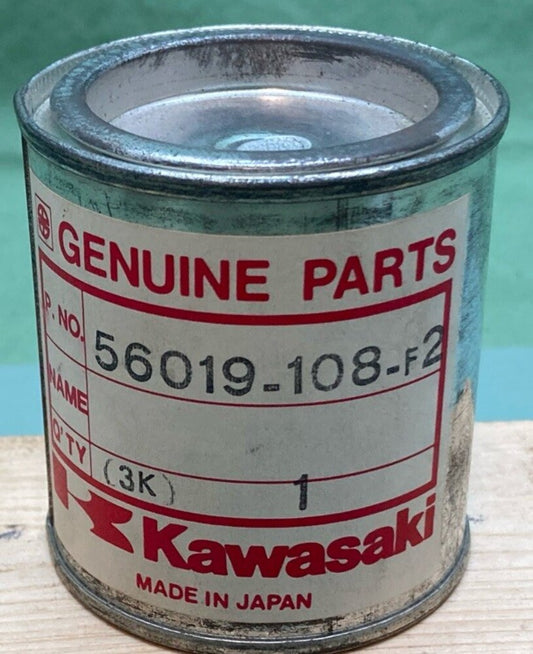 GENUINE PARTS
P. NO. 56019-108-F2
NAME
Q'TY (3K) 1
Kawasaki
MADE IN JAPAN